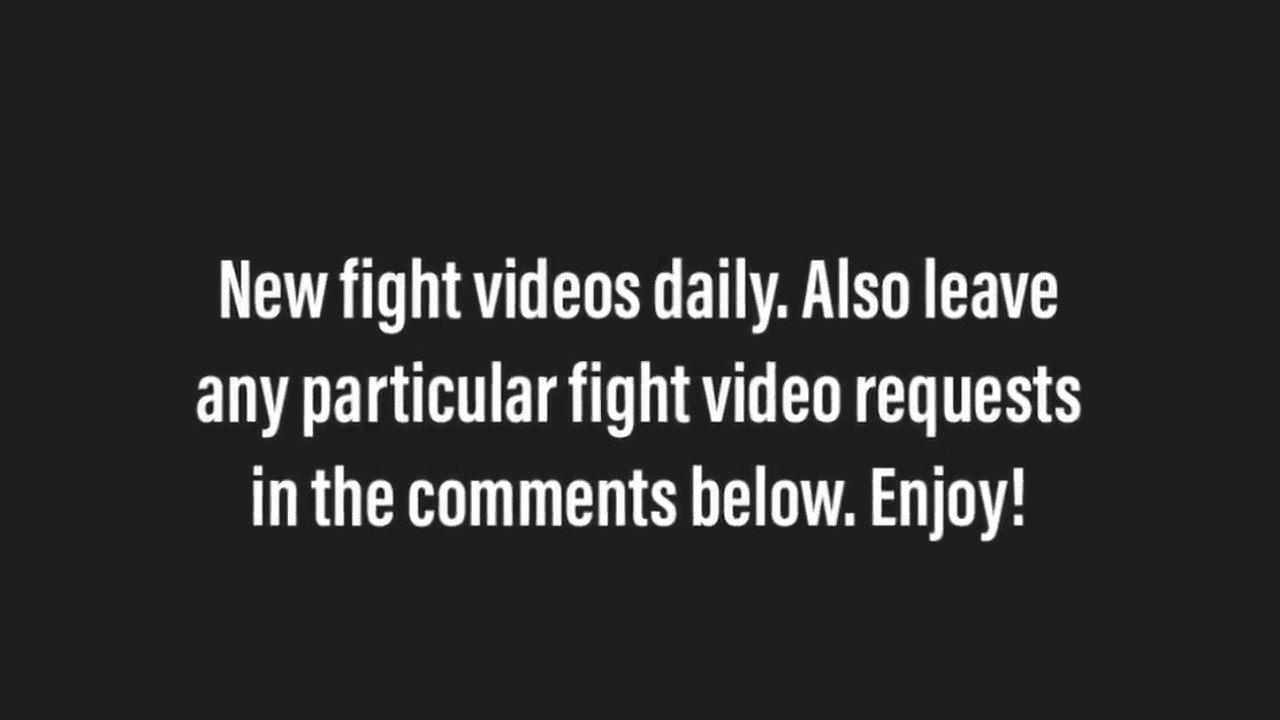 New fight videos daily. Also leave
any particular fight video requests
in the comments below. Enjoy!